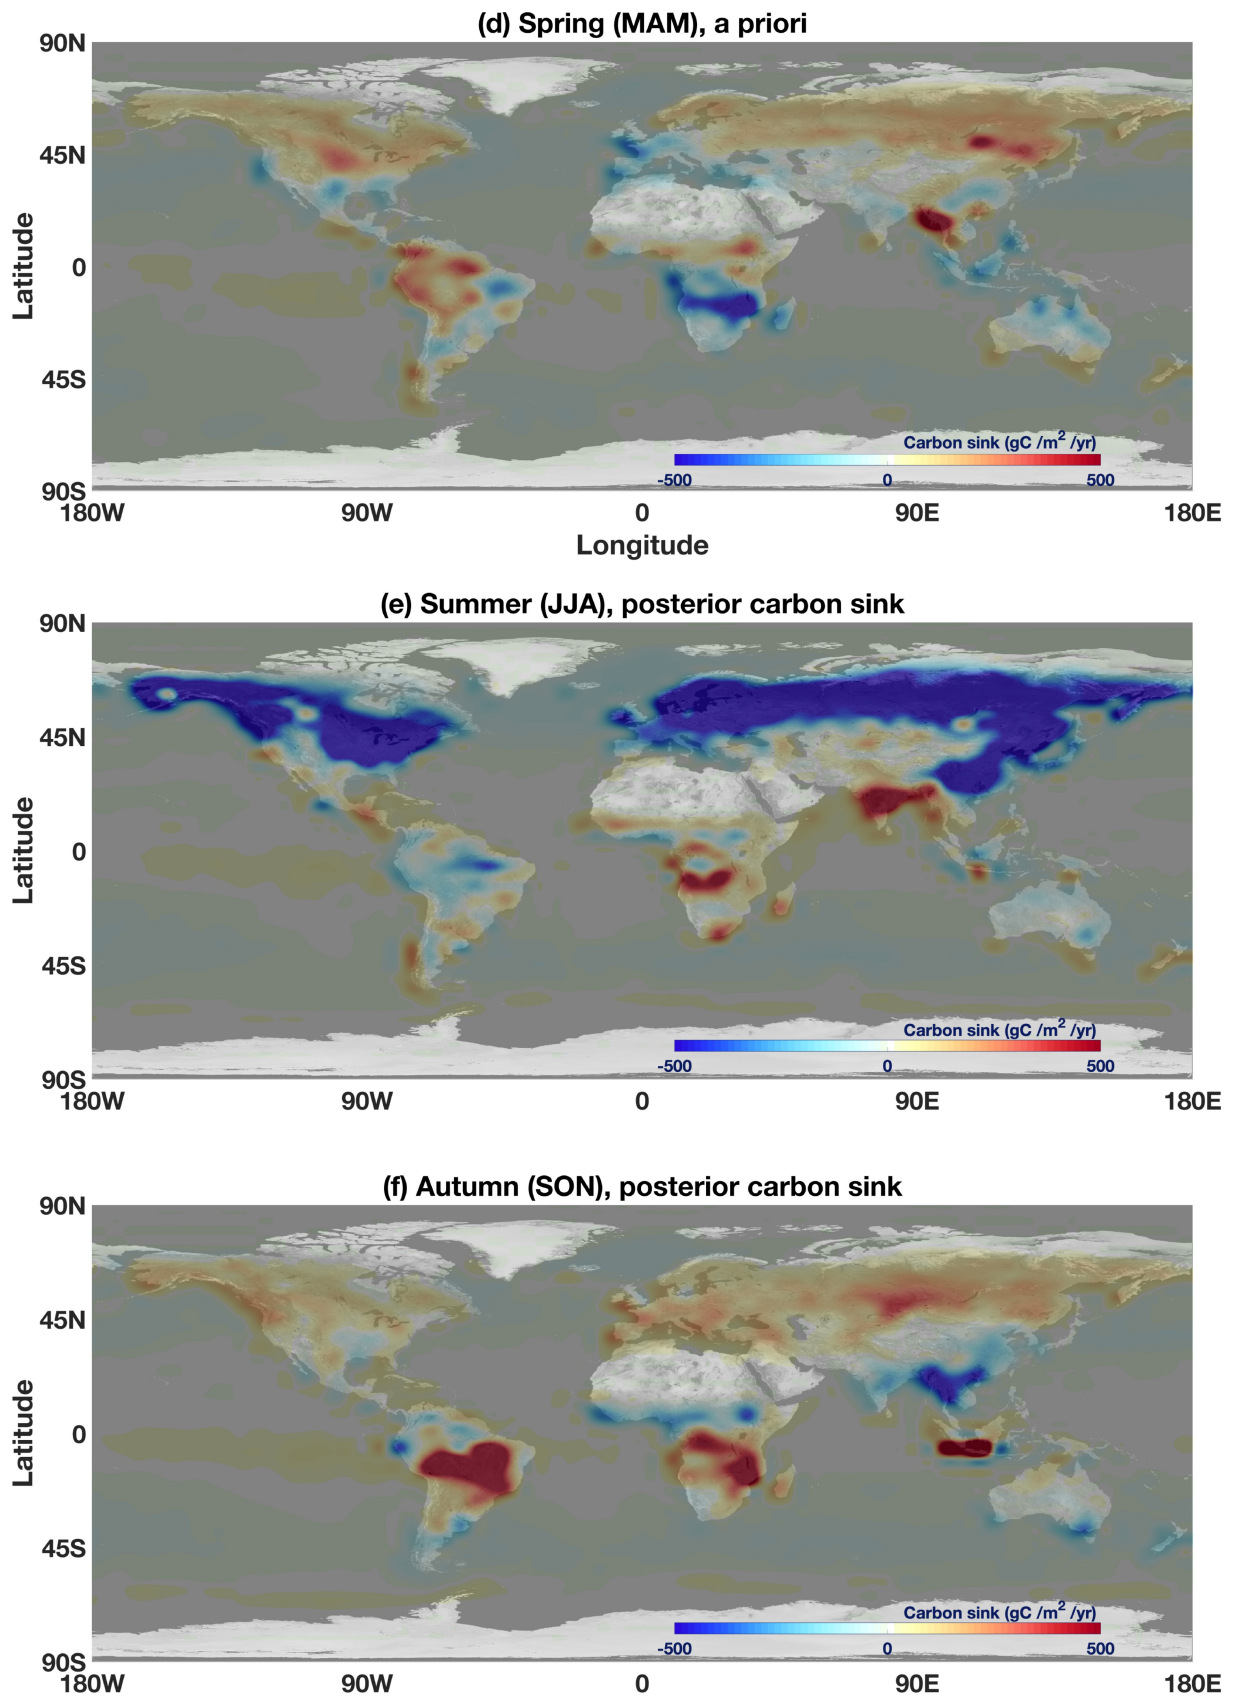 (d) Spring (MAM), a priori
90N
45N
0
45S
90S
Latitude
Carbon sink (gC /m² /yr)
-500 0 500
180W 90W 0 90E 180E
Longitude
(e) Summer (JJA), posterior carbon sink
90N
45N
0
45S
90S
Latitude
Carbon sink (gC /m² /yr)
-500 0 500
180W 90W 0 90E 180E
(f) Autumn (SON), posterior carbon sink
90N
45N
0
45S
90S
Latitude
Carbon sink (gC /m² /yr)
-500 0 500
180W 90W 0 90E 180E